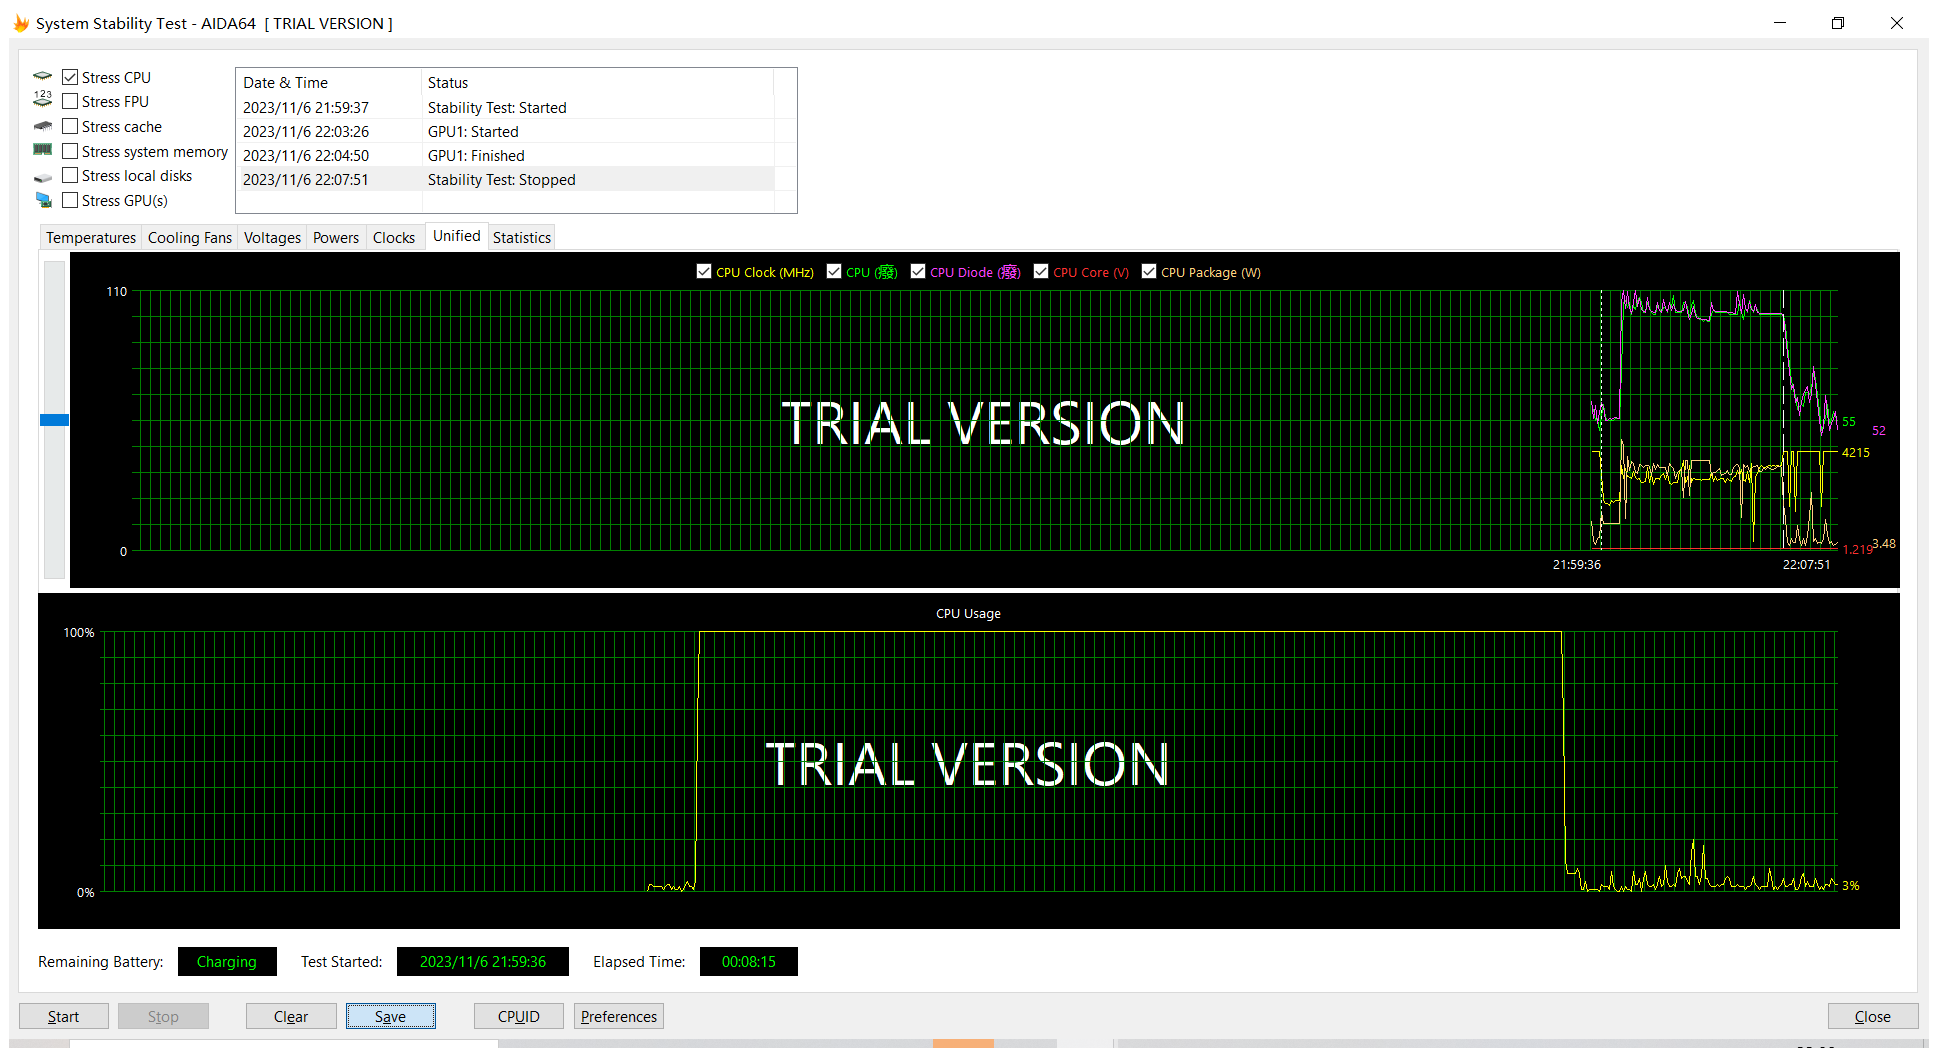 System Stability Test - AIDA64 [ TRIAL VERSION ]
Stress CPU
Stress FPU
Stress cache
Stress system memory
Stress local disks
Stress GPU(s)
Date & Time Status
2023/11/6 21:59:37 Stability Test: Started
2023/11/6 22:03:26 GPU1: Started
2023/11/6 22:04:50 GPU1: Finished
2023/11/6 22:07:51 Stability Test: Stopped
Temperatures Cooling Fans Voltages Powers Clocks Unified Statistics
CPU Clock (MHz) CPU (癈) CPU Diode (癈) CPU Core (V) CPU Package (W)
110
TRIAL VERSION
55
52
4215
1.219
3.48
0
21:59:36 22:07:51
CPU Usage
100%
TRIAL VERSION
0%
3%
Remaining Battery: Charging Test Started: 2023/11/6 21:59:36 Elapsed Time: 00:08:15
Start Stop Clear Save CPUID Preferences Close